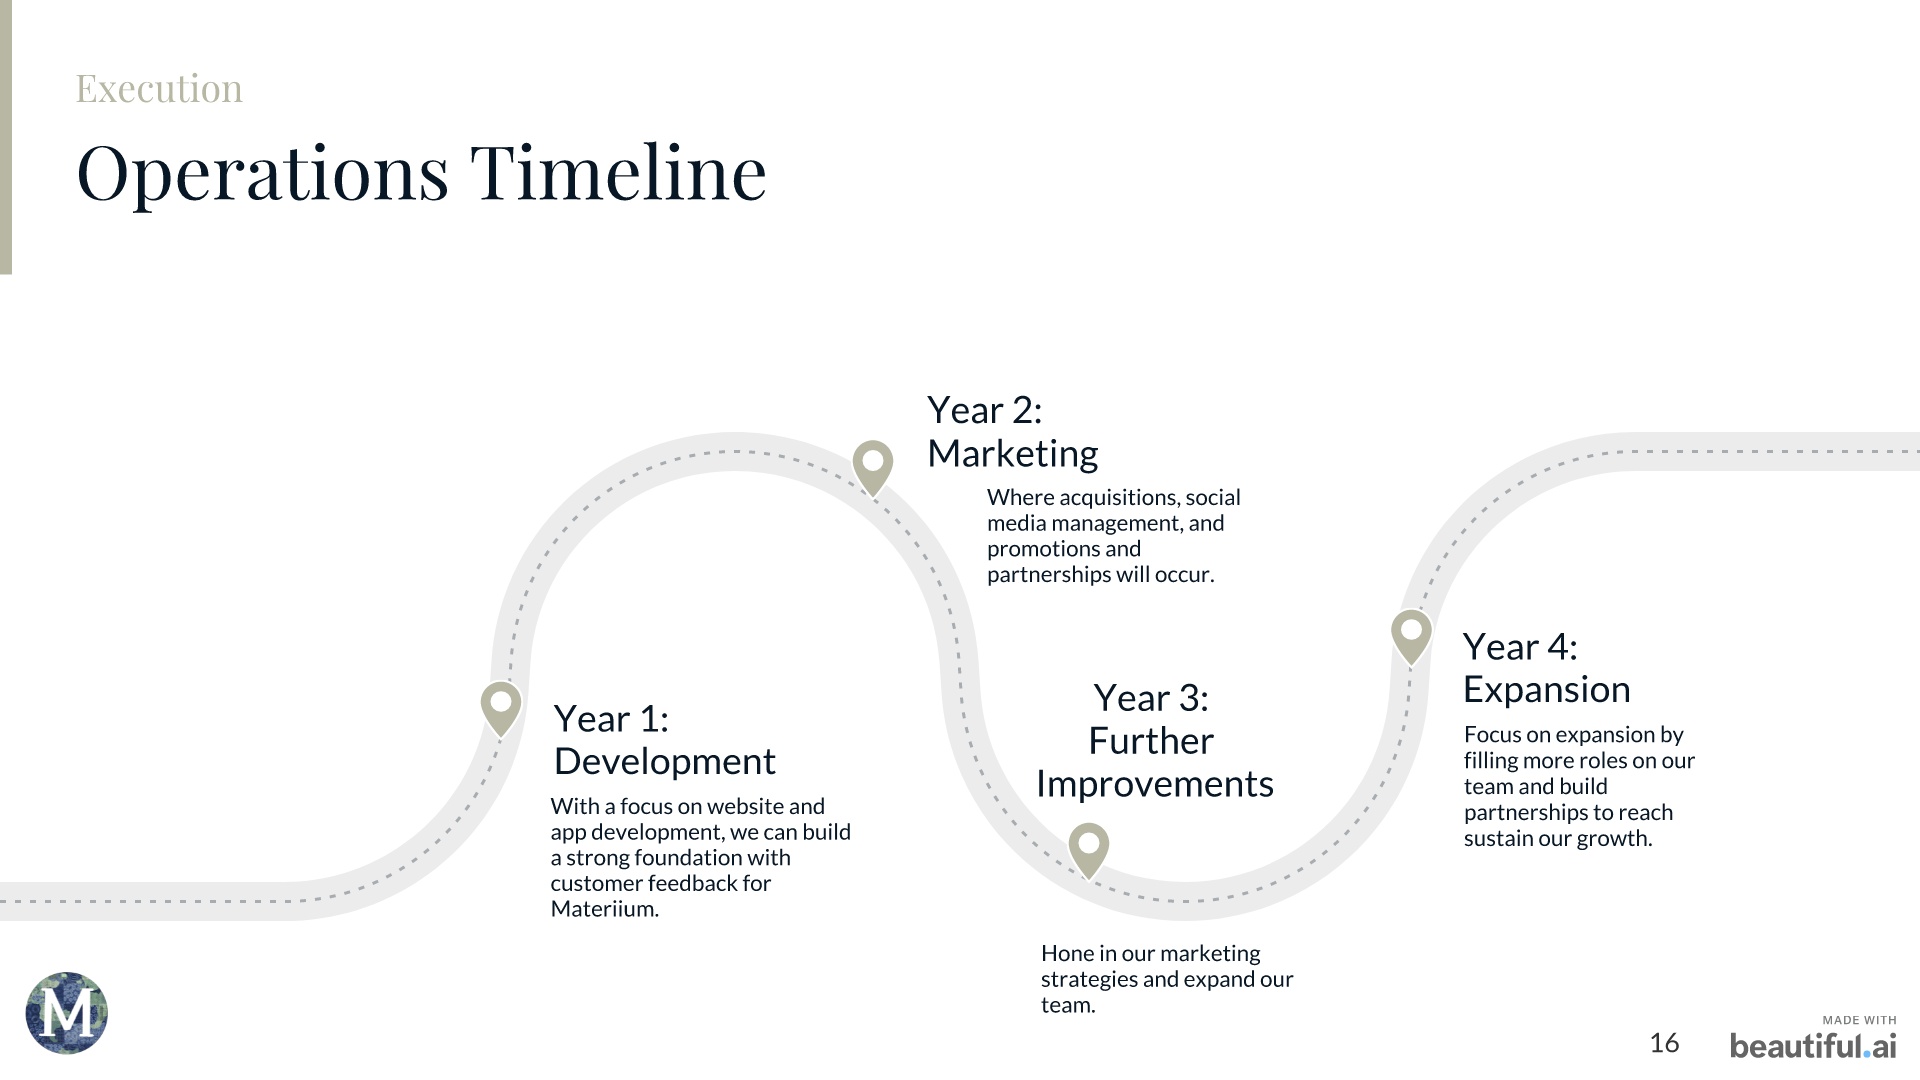 Execution
Operations Timeline
Year 2:
Marketing
Where acquisitions, social
media management, and
promotions and
partnerships will occur.
Year 1:
Development
With a focus on website and
app development, we can build
a strong foundation with
customer feedback for
Materiium.
Year 3:
Further
Improvements
Hone in our marketing
strategies and expand our
team.
Year 4:
Expansion
Focus on expansion by
filling more roles on our
team and build
partnerships to reach
sustain our growth.
M
16
MADE WITH
beautiful.ai